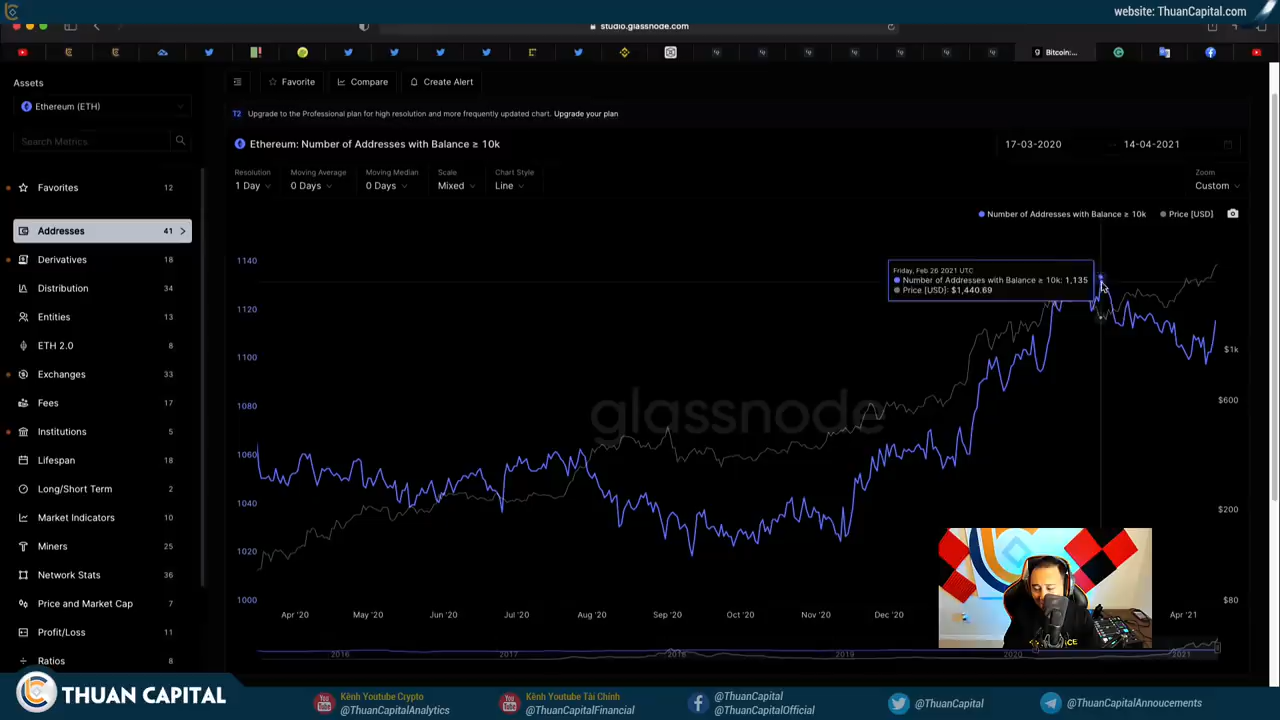 website: ThuanCapital.com
studio.glassnode.com
Bitcoin:...
Assets
Ethereum (ETH)
Search Metrics
Favorites 12
Addresses 41
Derivatives 18
Distribution 33
Entities 13
ETH 2.0 8
Exchanges 33
Fees 17
Institutions 5
Lifespan 18
Long/Short Term 2
Market Indicators 10
Miners 25
Network Stats 36
Price and Market Cap 7
Profit/Loss 11
Ratios 8
Favorite
Compare
Create Alert
T2 Upgrade to the Professional plan for high resolution and more frequently updated chart. Upgrade your plan
Ethereum: Number of Addresses with Balance ≥ 10k
17-03-2020
14-04-2021
Resolution Moving Average Moving Median Scale Chart Style
1 Day 0 Days 0 Days Mixed Line
Zoom
Custom
Number of Addresses with Balance ≥ 10k Price [USD]
1140
1120
1100
1080
1060
1040
1020
1000
Friday, Feb 26 2021 UTC
Number of Addresses with Balance ≥ 10k: 1,135
Price [USD]: $1,440.69
glassnode
$1k
$600
$200
$80
Apr '20 May '20 Jun '20 Jul '20 Aug '20 Sep '20 Oct '20 Nov '20 Dec '20 Apr '21
2016 2017 2018 2019 2020 2021
THUAN CAPITAL
Kênh Youtube Crypto
@ThuanCapitalAnalytics
Kênh Youtube Tài Chính
@ThuanCapitalFinancial
@ThuanCapital
@ThuanCapitalOfficial
@ThuanCapital
@ThuanCapitalAnnoucements